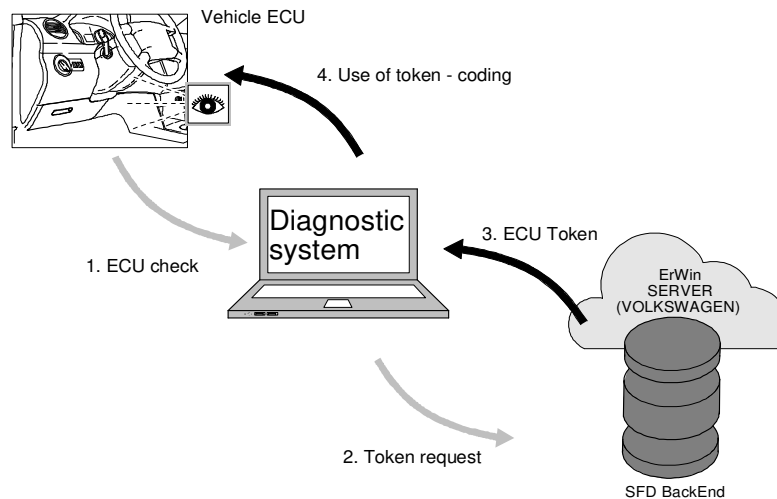 Vehicle ECU
4. Use of token - coding
Diagnostic
system
3. ECU Token
1. ECU check
ErWin
SERVER
(VOLKSWAGEN)
2. Token request
SFD BackEnd